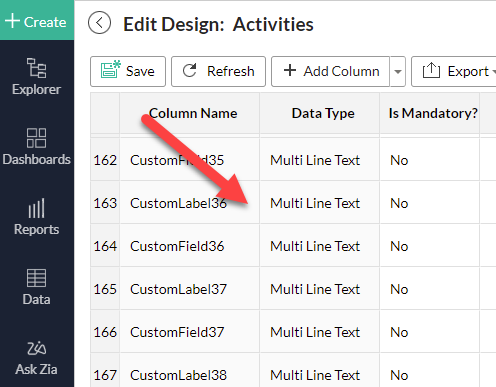 + Create
Edit Design: Activities
Save Refresh + Add Column Export
Explorer
Dashboards
Reports
Data
Ask Zia
Column Name Data Type Is Mandatory?
162 CustomField35 Multi Line Text No
163 CustomLabel36 Multi Line Text No
164 CustomField36 Multi Line Text No
165 CustomLabel37 Multi Line Text No
166 CustomField37 Multi Line Text No
167 CustomLabel38 Multi Line Text No